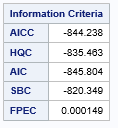 Information Criteria
AICC -844.238
HQC -835.463
AIC -845.804
SBC -820.349
FPEC 0.000149